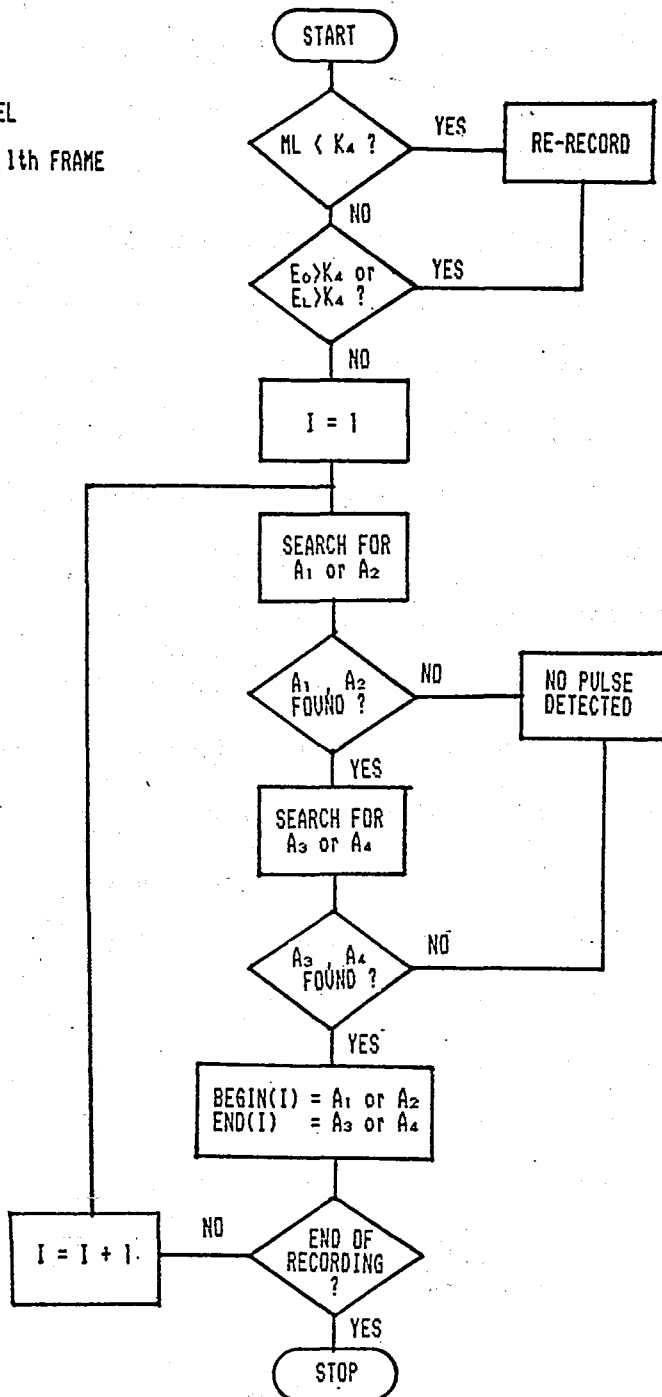 START
EL
1th FRAME
ML < K₄ ?
YES
RE-RECORD
NO
E₀>K₄ or
E_L>K₄ ?
YES
NO
I = 1
SEARCH FOR
A₁ or A₂
A₁ , A₂
FOUND ?
NO
NO PULSE
DETECTED
YES
SEARCH FOR
A₃ or A₄
A₃ , A₄
FOUND ?
NO
YES
BEGIN(I) = A₁ or A₂
END(I) = A₃ or A₄
I = I + 1
NO
END OF
RECORDING
?
YES
STOP